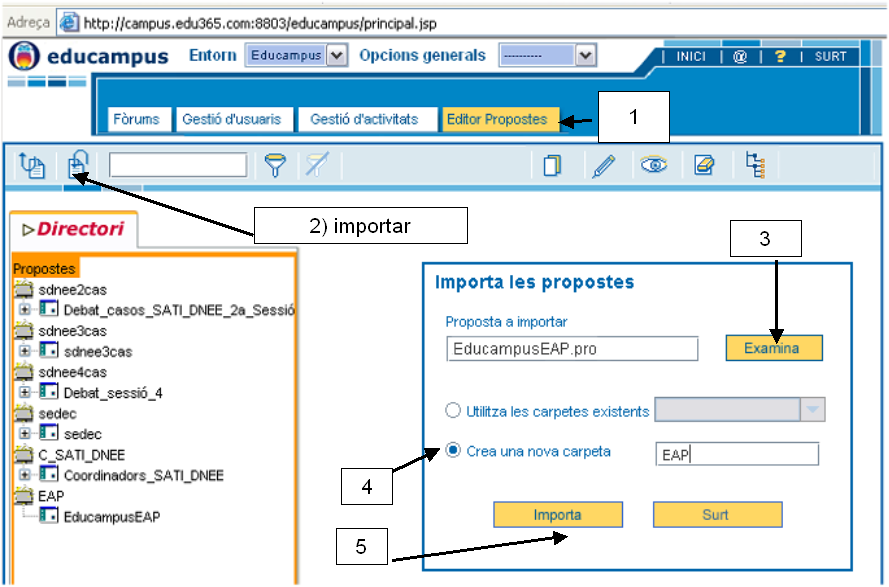 Adreça http://campus.edu365.com:8803/educampus/principal.jsp
educampus Entorn Educampus Opcions generals ---------- | INICI | @ | ? | SURT
Fòrums Gestió d'usuaris Gestió d'activitats Editor Propostes 1
2) importar
Directori
3
Propostes
sdnee2cas
Debat_casos_SATI_DNEE_2a_Sessió
sdnee3cas
sdnee3cas
sdnee4cas
Debat_sessió_4
sedec
sedec
C_SATI_DNEE
Coordinadors_SATI_DNEE
EAP
EducampusEAP
Importa les propostes
Proposta a importar
EducampusEAP.pro Examina
Utilitza les carpetes existents
Crea una nova carpeta EAP
4
Importa Surt
5